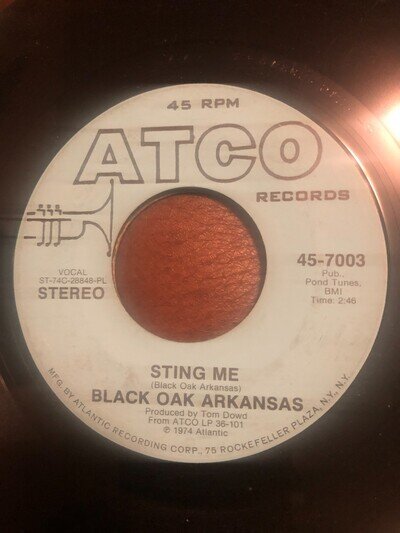 45 RPM
ATCO
RECORDS
VOCAL
ST-74C-28848-PL
STEREO
45-7003
Pub.,
Pond Tunes,
BMI
Time: 2:46
STING ME
(Black Oak Arkansas)
BLACK OAK ARKANSAS
Produced by Tom Dowd
From ATCO LP 36-101
℗ 1974 Atlantic
MFG. BY ATLANTIC RECORDING CORP., 75 ROCKEFELLER PLAZA, N.Y., N.Y.